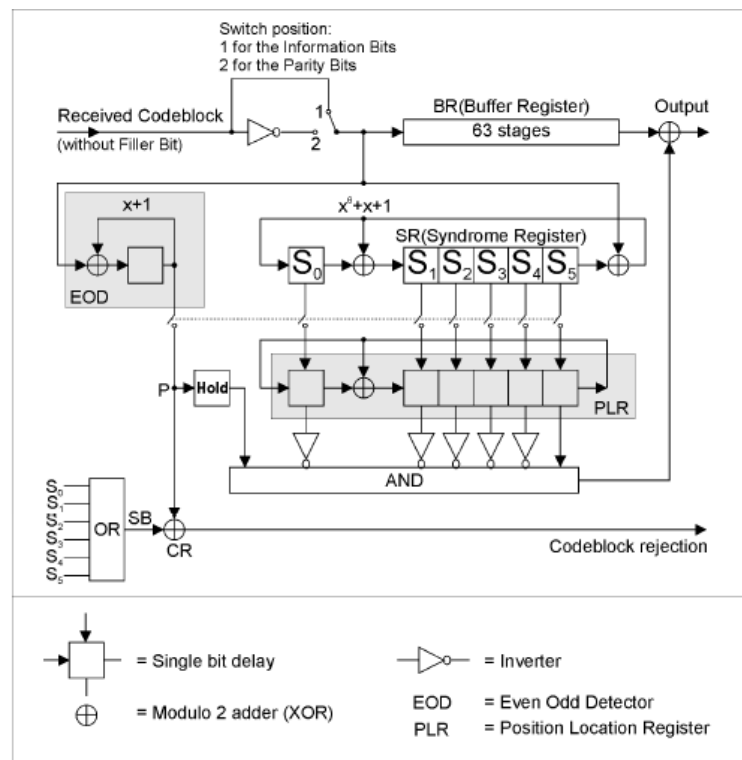 Switch position:
1 for the Information Bits
2 for the Parity Bits
BR(Buffer Register)
Output
Received Codeblock
1
63 stages
(without Filler Bit)
2
x+1
x⁸+x+1
SR(Syndrome Register)
S₀
S₁ S₂ S₃ S₄ S₅
EOD
P
Hold
PLR
AND
S₀
S₁
S₂
S₃
S₄
S₅
OR
SB
CR
Codeblock rejection
= Single bit delay
= Inverter
EOD = Even Odd Detector
= Modulo 2 adder (XOR)
PLR = Position Location Register